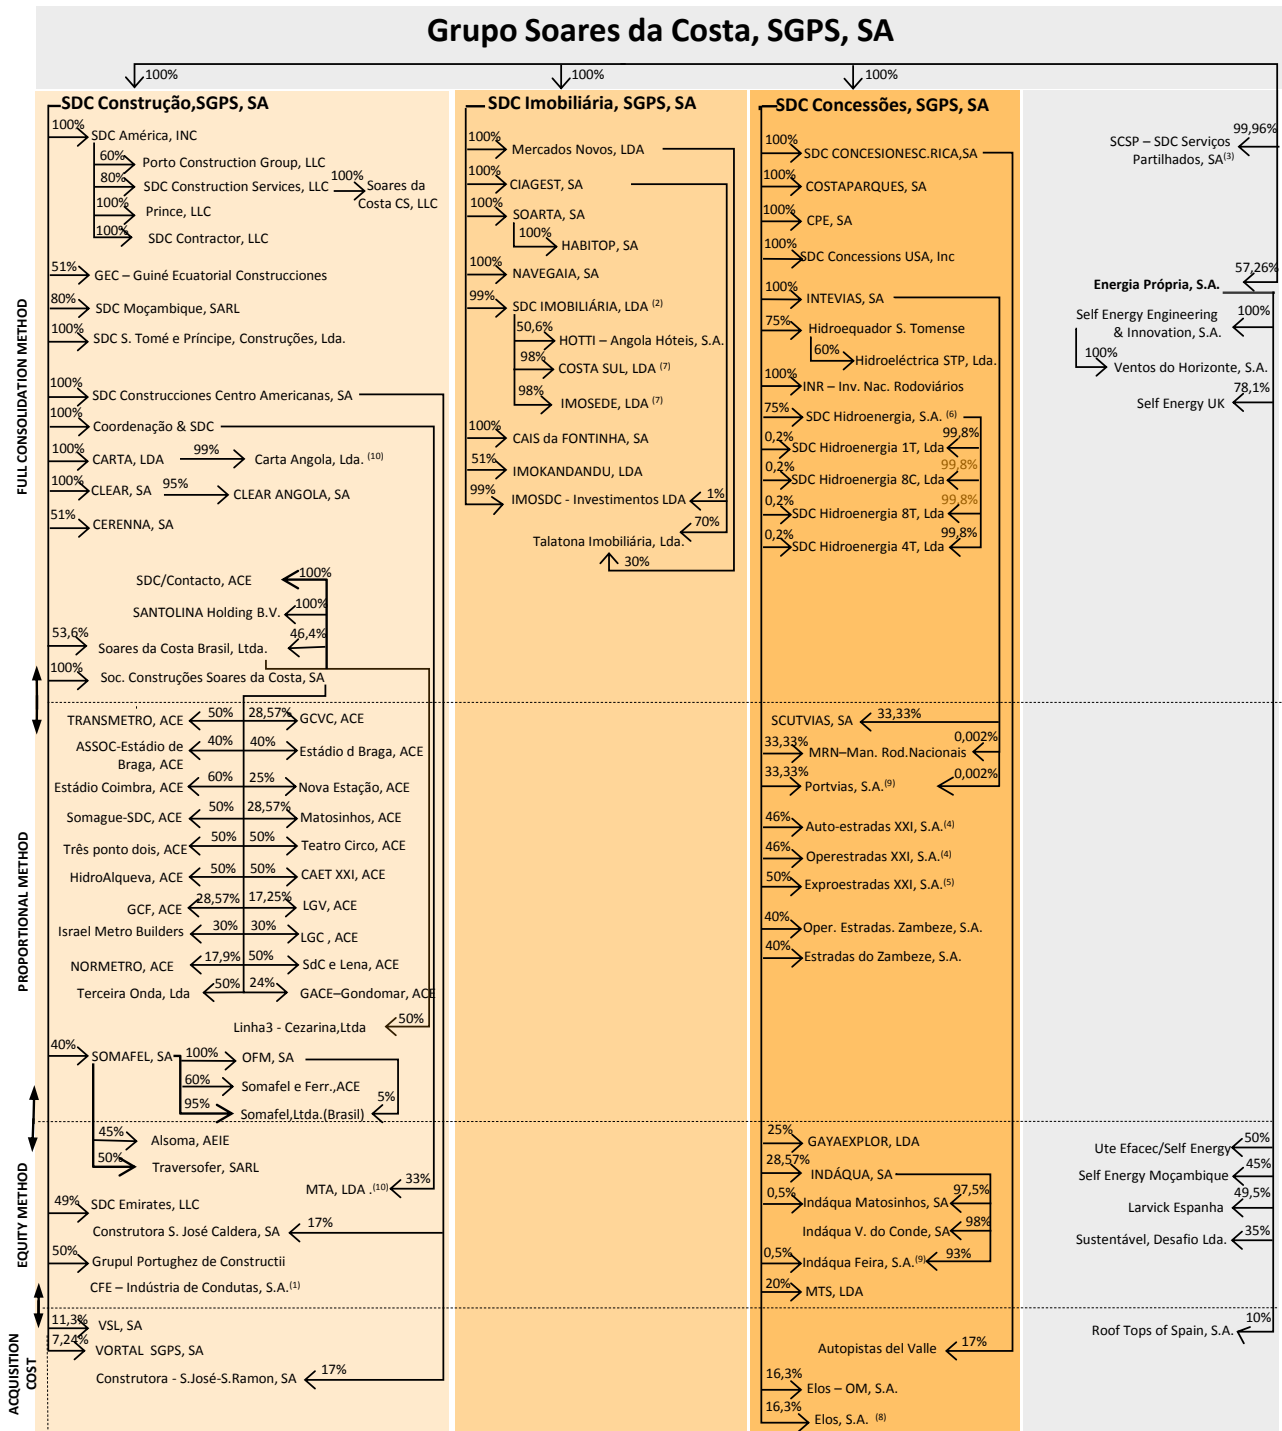 Grupo Soares da Costa, SGPS, SA
100%
100%
100%
SDC Construção,SGPS, SA
100%
SDC América, INC
60%
Porto Construction Group, LLC
80%
SDC Construction Services, LLC
100%
Soares da
Costa CS, LLC
100%
Prince, LLC
100%
SDC Contractor, LLC
51%
GEC – Guiné Ecuatorial Construcciones
80%
SDC Moçambique, SARL
100%
SDC S. Tomé e Príncipe, Construções, Lda.
100%
SDC Construcciones Centro Americanas, SA
100%
Coordenação & SDC
100%
CARTA, LDA
99%
Carta Angola, Lda. (10)
100%
CLEAR, SA
95%
CLEAR ANGOLA, SA
51%
CERENNA, SA
SDC/Contacto, ACE
100%
SANTOLINA Holding B.V.
100%
53,6%
Soares da Costa Brasil, Ltda.
46,4%
100%
Soc. Construções Soares da Costa, SA
FULL CONSOLIDATION METHOD
SDC Imobiliária, SGPS, SA
100%
Mercados Novos, LDA
100%
CIAGEST, SA
100%
SOARTA, SA
100%
HABITOP, SA
100%
NAVEGAIA, SA
99%
SDC IMOBILIÁRIA, LDA (2)
50,6%
HOTTI – Angola Hóteis, S.A.
98%
COSTA SUL, LDA (7)
98%
IMOSEDE, LDA (7)
100%
CAIS da FONTINHA, SA
51%
IMOKANDANDU, LDA
99%
IMOSDC - Investimentos LDA
1%
70%
Talatona Imobiliária, Lda.
30%
SDC Concessões, SGPS, SA
100%
SDC CONCESIONESC.RICA,SA
100%
COSTAPARQUES, SA
100%
CPE, SA
100%
SDC Concessions USA, Inc
100%
INTEVIAS, SA
75%
Hidroequador S. Tomense
60%
Hidroeléctrica STP, Lda.
100%
INR – Inv. Nac. Rodoviários
75%
SDC Hidroenergia, S.A. (6)
0,2%
SDC Hidroenergia 1T, Lda
99,8%
0,2%
SDC Hidroenergia 8C, Lda
99,8%
0,2%
SDC Hidroenergia 8T, Lda
99,8%
0,2%
SDC Hidroenergia 4T, Lda
99,8%
99,96%
SCSP – SDC Serviços
Partilhados, SA(3)
57,26%
Energia Própria, S.A.
100%
Self Energy Engineering
& Innovation, S.A.
100%
Ventos do Horizonte, S.A.
78,1%
Self Energy UK
PROPORTIONAL METHOD
TRANSMETRO, ACE
50%
28,57%
GCVC, ACE
ASSOC-Estádio de
Braga, ACE
40%
40%
Estádio d Braga, ACE
Estádio Coimbra, ACE
60%
25%
Nova Estação, ACE
Somague-SDC, ACE
50%
28,57%
Matosinhos, ACE
Três ponto dois, ACE
50%
50%
Teatro Circo, ACE
HidroAlqueva, ACE
50%
50%
CAET XXI, ACE
GCF, ACE
28,57%
17,25%
LGV, ACE
Israel Metro Builders
30%
30%
LGC , ACE
NORMETRO, ACE
17,9%
50%
SdC e Lena, ACE
Terceira Onda, Lda
50%
24%
GACE–Gondomar, ACE
Linha3 - Cezarina,Ltda
50%
40%
SOMAFEL, SA
100%
OFM, SA
60%
Somafel e Ferr.,ACE
95%
Somafel,Ltda.(Brasil)
5%
SCUTVIAS, SA
33,33%
33,33%
MRN–Man. Rod.Nacionais
0,002%
33,33%
Portvias, S.A.(9)
0,002%
46%
Auto-estradas XXI, S.A.(4)
46%
Operestradas XXI, S.A.(4)
50%
Exproestradas XXI, S.A.(5)
40%
Oper. Estradas. Zambeze, S.A.
40%
Estradas do Zambeze, S.A.
EQUITY METHOD
45%
Alsoma, AEIE
50%
Traversofer, SARL
MTA, LDA .(10)
33%
49%
SDC Emirates, LLC
Construtora S. José Caldera, SA
17%
50%
Grupul Portughez de Constructii
CFE – Indústria de Condutas, S.A.(1)
25%
GAYAEXPLOR, LDA
28,57%
INDÁQUA, SA
0,5%
Indáqua Matosinhos, SA
97,5%
Indáqua V. do Conde, SA
98%
0,5%
Indáqua Feira, S.A.(9)
93%
20%
MTS, LDA
Ute Efacec/Self Energy
50%
Self Energy Moçambique
45%
Larvick Espanha
49,5%
Sustentável, Desafio Lda.
35%
ACQUISITION
COST
11,3%
VSL, SA
7,24%
VORTAL SGPS, SA
Construtora - S.José-S.Ramon, SA
17%
Autopistas del Valle
17%
16,3%
Elos – OM, S.A.
16,3%
Elos, S.A. (8)
Roof Tops of Spain, S.A.
10%